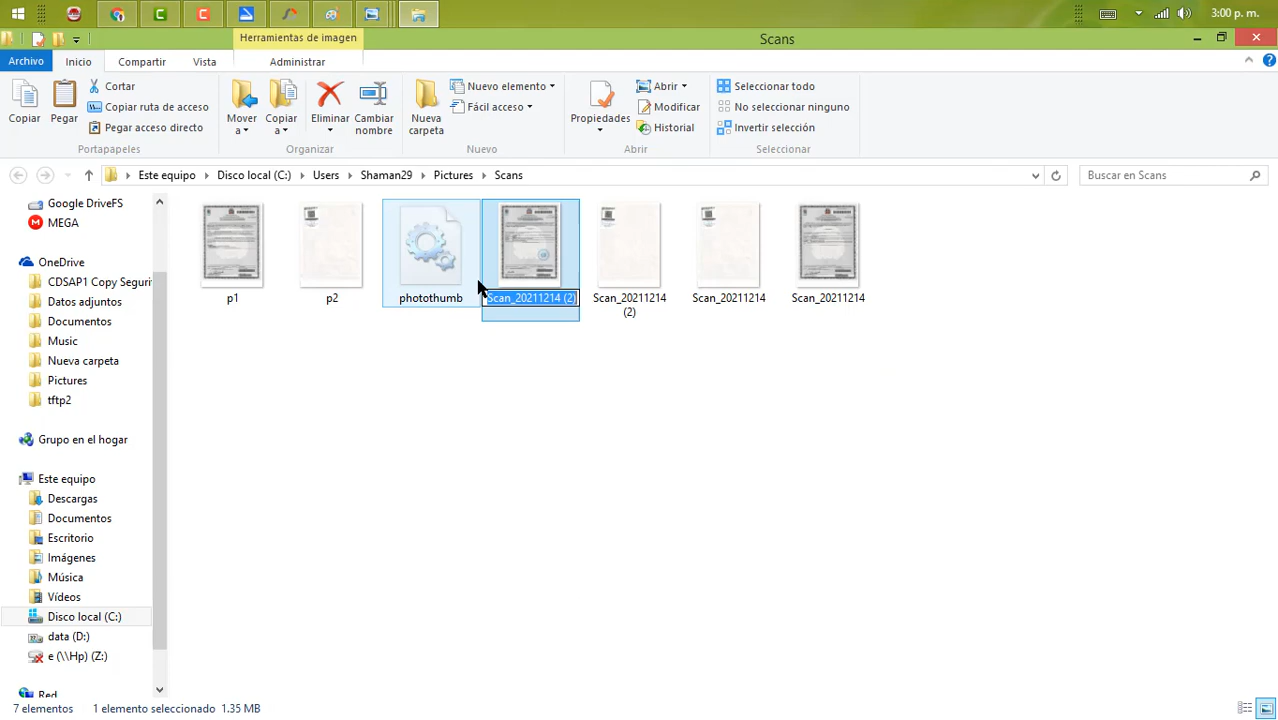 3:00 p. m.
Herramientas de imagen
Scans
Archivo
Inicio
Compartir
Vista
Administrar
Copiar
Pegar
Cortar
Copiar ruta de acceso
Pegar acceso directo
Portapapeles
Mover a
Copiar a
Eliminar
Cambiar nombre
Organizar
Nueva carpeta
Nuevo elemento
Fácil acceso
Nuevo
Propiedades
Abrir
Modificar
Historial
Abrir
Seleccionar todo
No seleccionar ninguno
Invertir selección
Seleccionar
Este equipo
Disco local (C:)
Users
Shaman29
Pictures
Scans
Buscar en Scans
Google DriveFS
MEGA
OneDrive
CDSAP1 Copy Securi
Datos adjuntos
Documentos
Music
Nueva carpeta
Pictures
tftp2
Grupo en el hogar
Este equipo
Descargas
Documentos
Escritorio
Imágenes
Música
Vídeos
Disco local (C:)
data (D:)
e (\\Hp) (Z:)
Red
p1
p2
photothumb
Scan_20211214 (2)
Scan_20211214
(2)
Scan_20211214
Scan_20211214
7 elementos
1 elemento seleccionado 1.35 MB